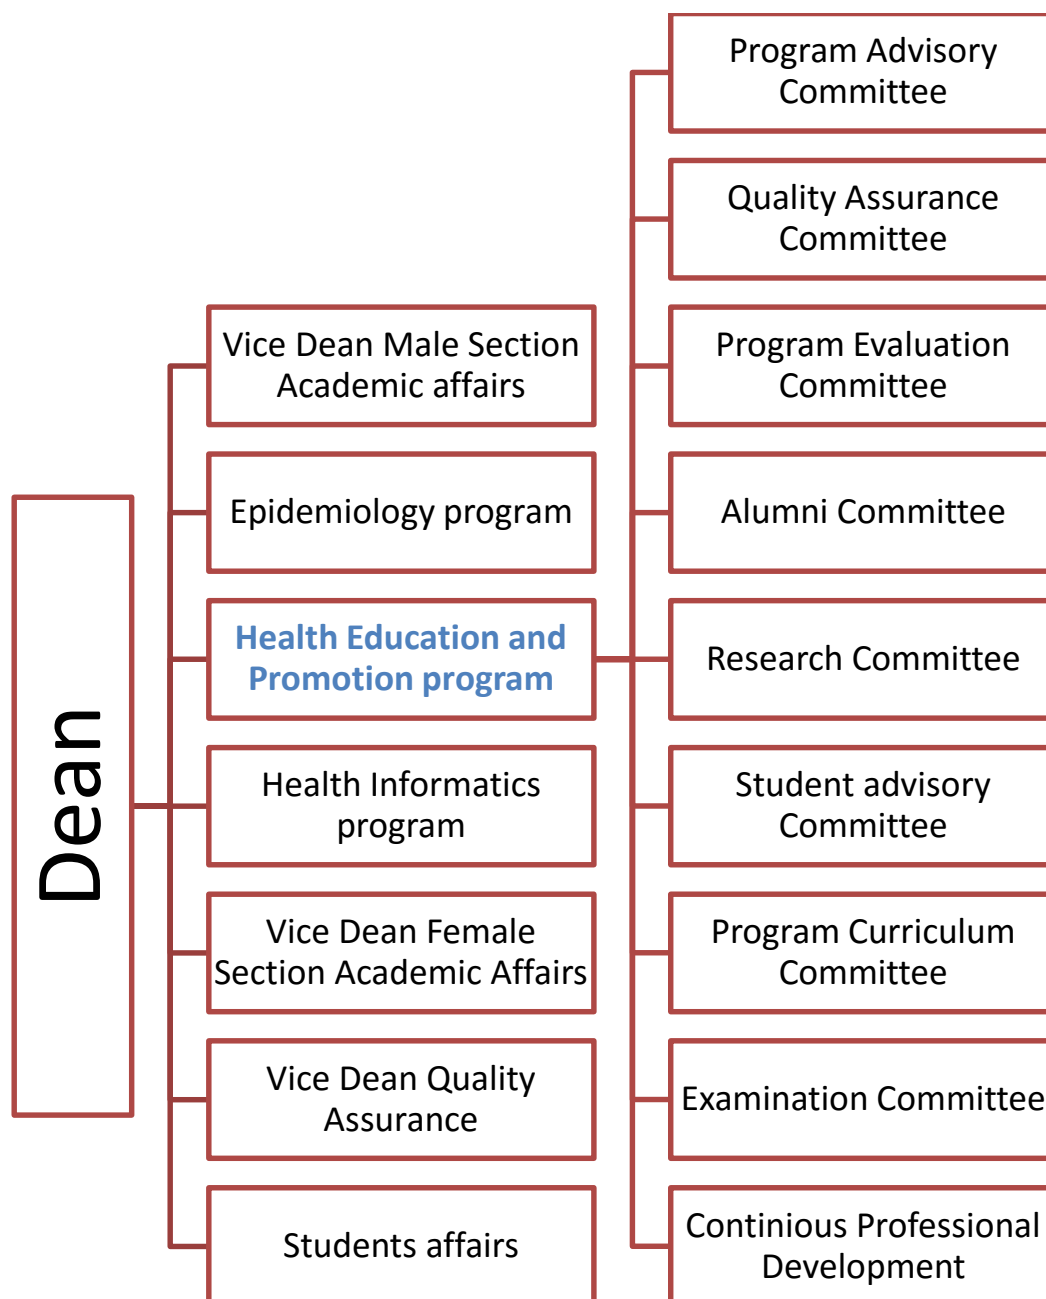 Dean
Vice Dean Male Section
Academic affairs
Epidemiology program
Health Education and
Promotion program
Health Informatics
program
Vice Dean Female
Section Academic Affairs
Vice Dean Quality
Assurance
Students affairs
Program Advisory
Committee
Quality Assurance
Committee
Program Evaluation
Committee
Alumni Committee
Research Committee
Student advisory
Committee
Program Curriculum
Committee
Examination Committee
Continious Professional
Development